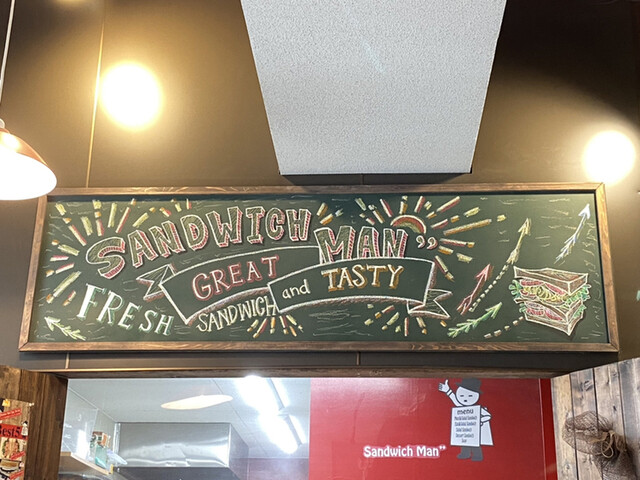 SANDWICH MAN”
GREAT
and TASTY
FRESH
SANDWICH
menu
Sandwich Man”